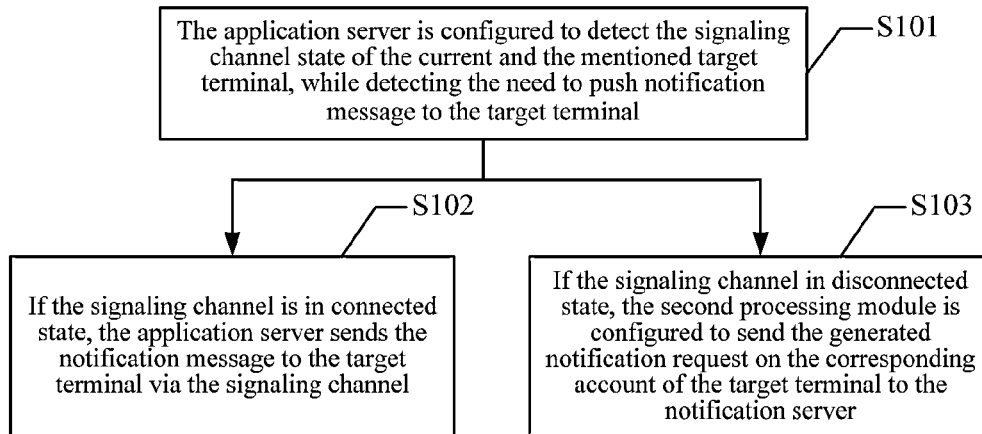 The application server is configured to detect the signaling
channel state of the current and the mentioned target
terminal, while detecting the need to push notification
message to the target terminal
S101
S102
If the signaling channel is in connected
state, the application server sends the
notification message to the target
terminal via the signaling channel
S103
If the signaling channel in disconnected
state, the second processing module is
configured to send the generated
notification request on the corresponding
account of the target terminal to the
notification server